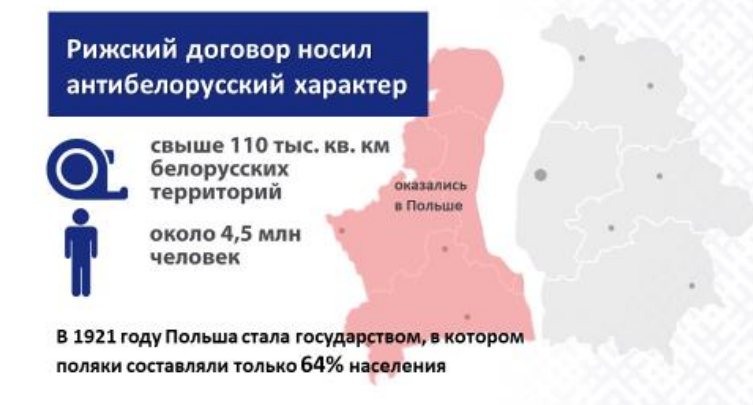 Рижский договор носил
антибелорусский характер
свыше 110 тыс. кв. км
белорусских
территорий
оказались
в Польше
около 4,5 млн
человек
В 1921 году Польша стала государством, в котором
поляки составляли только 64% населения